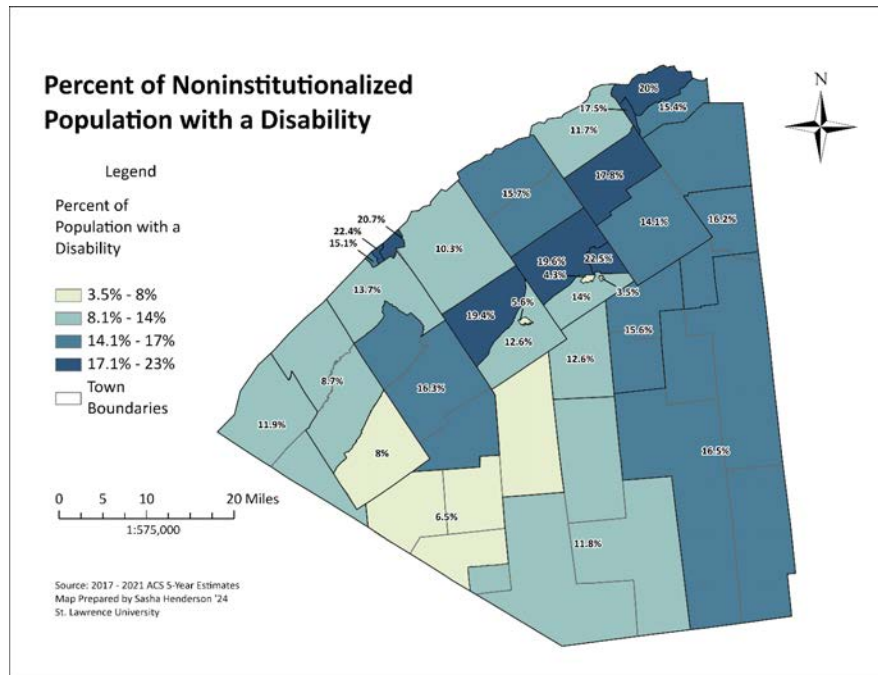 Percent of Noninstitutionalized
Population with a Disability
N
Legend
Percent of
Population with a
Disability
3.5% - 8%
8.1% - 14%
14.1% - 17%
17.1% - 23%
Town
Boundaries
0 5 10 20 Miles
1:575,000
Source: 2017 - 2021 ACS 5-Year Estimates
Map Prepared by Sasha Henderson '24
St. Lawrence University
20%
17.5%
15.4%
11.7%
17.8%
15.7%
14.1%
16.2%
20.7%
22.4%
15.1%
10.3%
19.6%
22.5%
4.3%
3.5%
14%
13.7%
5.6%
19.4%
15.6%
12.6%
12.6%
8.7%
16.3%
11.9%
8%
16.5%
6.5%
11.8%